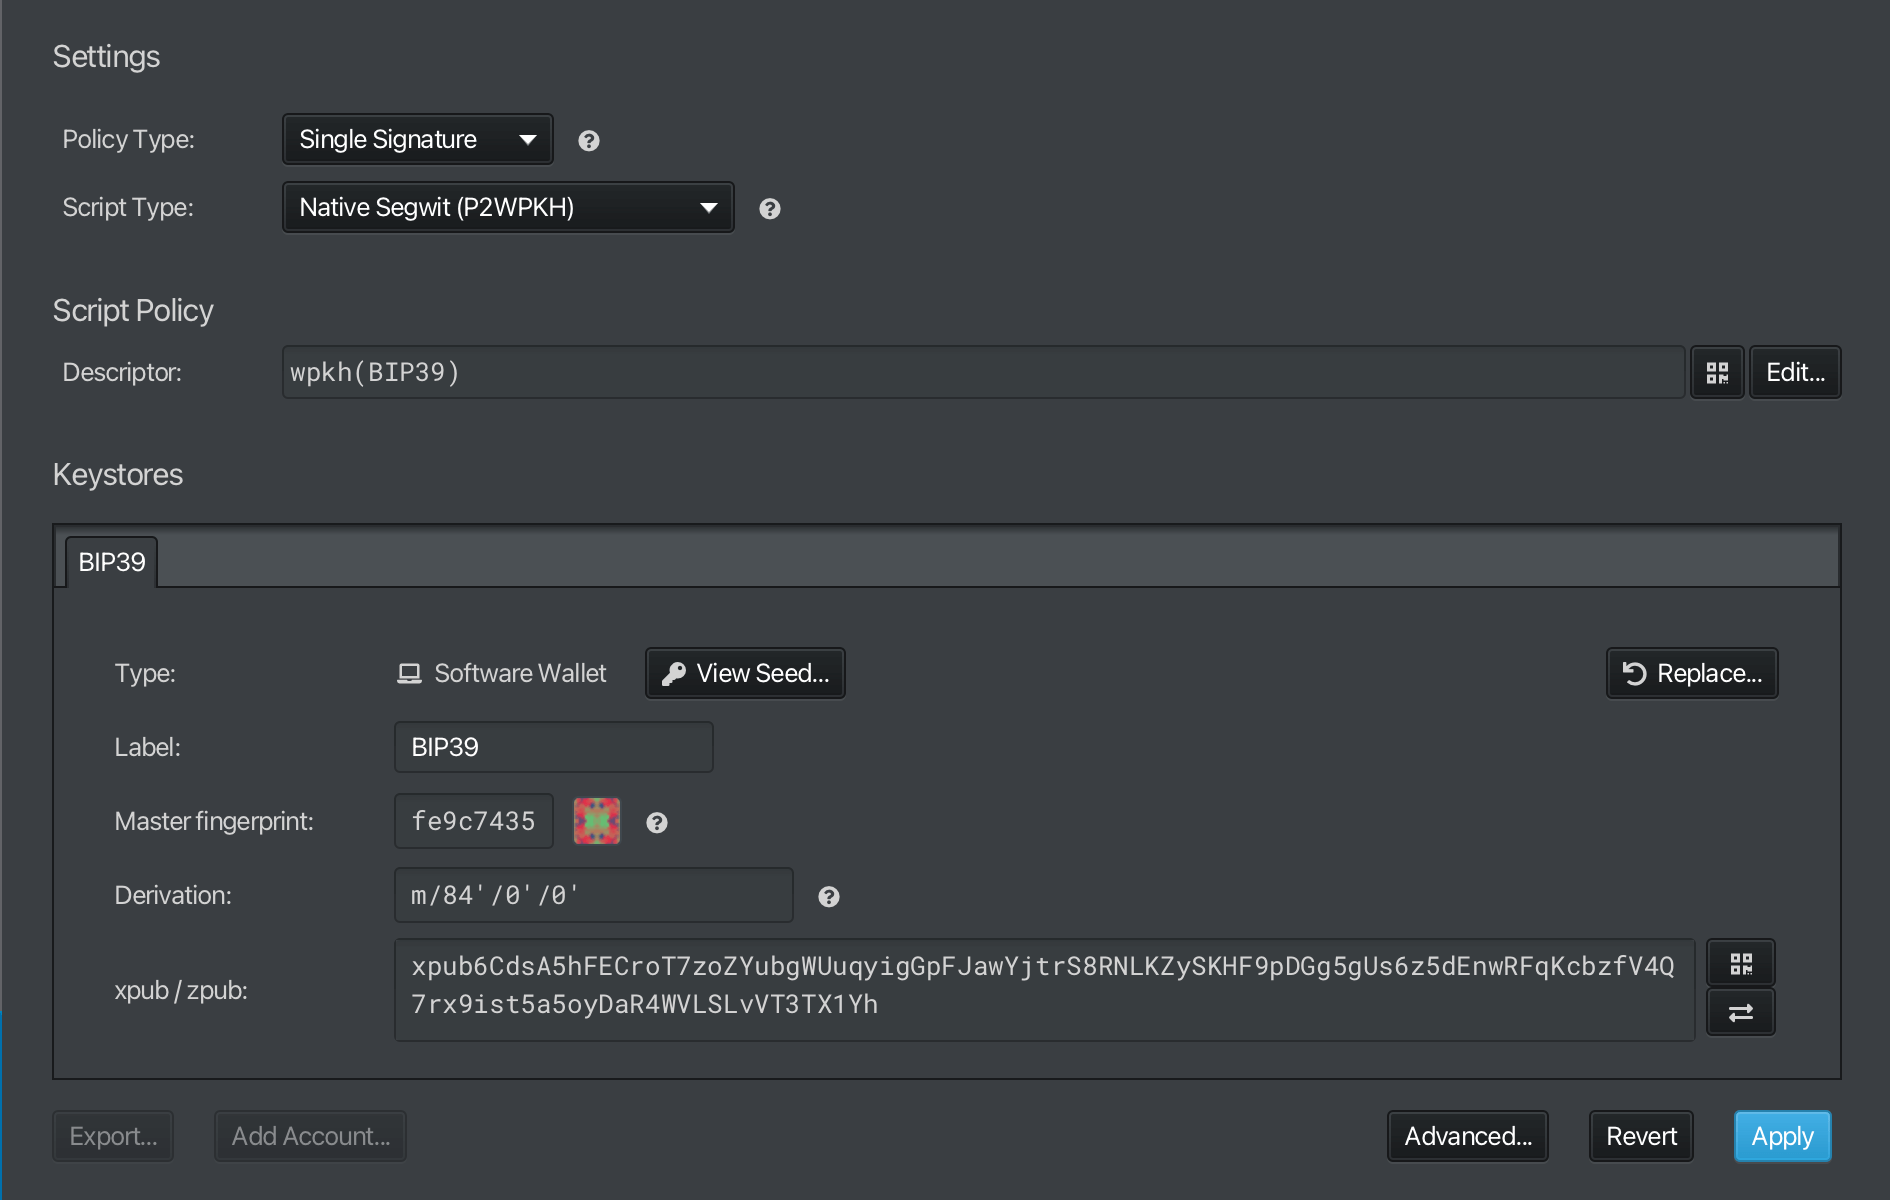 Settings
Policy Type: Single Signature
Script Type: Native Segwit (P2WPKH)
Script Policy
Descriptor: wpkh(BIP39) Edit...
Keystores
BIP39
Type: Software Wallet View Seed... Replace...
Label: BIP39
Master fingerprint: fe9c7435
Derivation: m/84'/0'/0'
xpub / zpub: xpub6CdsA5hFECroT7zoZYubgWUuqyigGpFJawYjtrS8RNLKZySKHF9pDGg5gUs6z5dEnwRFqKcbzfV4Q
7rx9ist5a5oyDaR4WVLSLvVT3TX1Yh
Export... Add Account... Advanced... Revert Apply